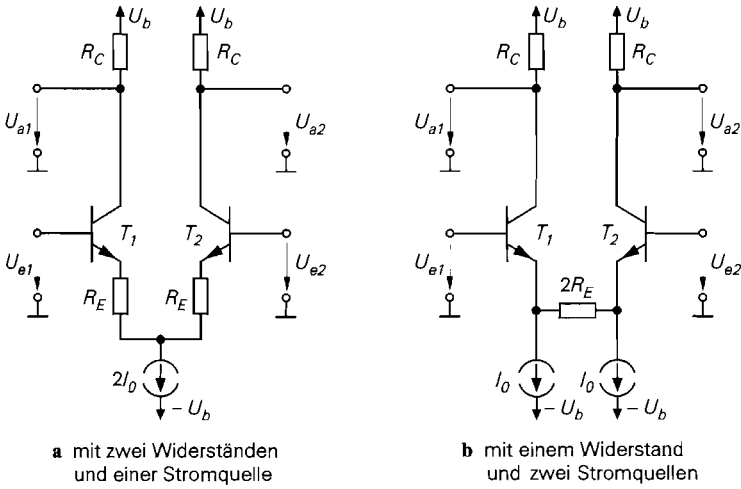 U_b U_b U_b U_b
R_C R_C R_C R_C
U_a1 U_a2 U_a1 U_a2
T_1 T_2 T_1 T_2
U_e1 U_e2 U_e1 U_e2
R_E R_E 2R_E
2I_0 I_0 I_0
– U_b – U_b – U_b
a mit zwei Widerständen
und einer Stromquelle
b mit einem Widerstand
und zwei Stromquellen